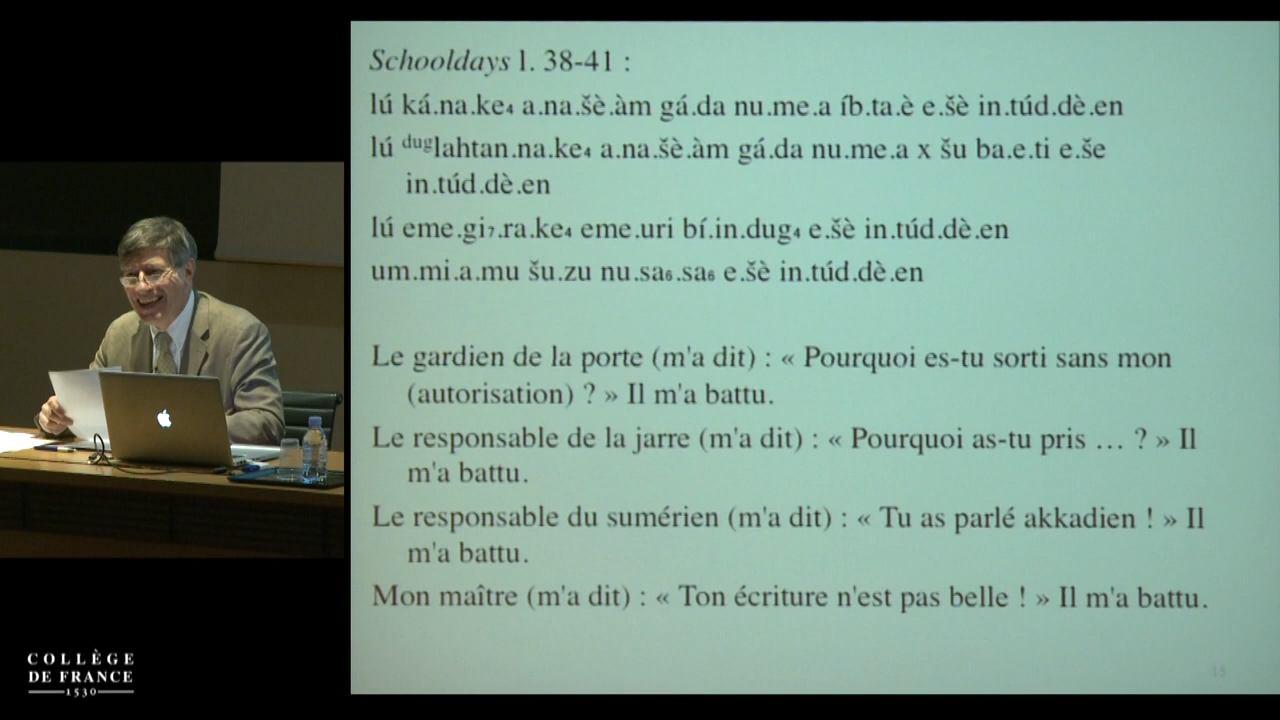 Schooldays l. 38-41 :
lú ká.na.ke₄ a.na.šè.àm gá.da nu.me.a íb.ta.è e.šè in.túd.dè.en
lú ᵈᵘᵍlahtan.na.ke₄ a.na.šè.àm gá.da nu.me.a x šu ba.e.ti e.še
in.túd.dè.en
lú eme.gi₇.ra.ke₄ eme.uri bí.in.dug₄ e.šè in.túd.dè.en
um.mi.a.mu šu.zu nu.sa₆.sa₆ e.šè in.túd.dè.en
Le gardien de la porte (m'a dit) : « Pourquoi es-tu sorti sans mon
(autorisation) ? » Il m'a battu.
Le responsable de la jarre (m'a dit) : « Pourquoi as-tu pris … ? » Il
m'a battu.
Le responsable du sumérien (m'a dit) : « Tu as parlé akkadien ! » Il
m'a battu.
Mon maître (m'a dit) : « Ton écriture n'est pas belle ! » Il m'a battu.
15
COLLÈGE
DE FRANCE
1530